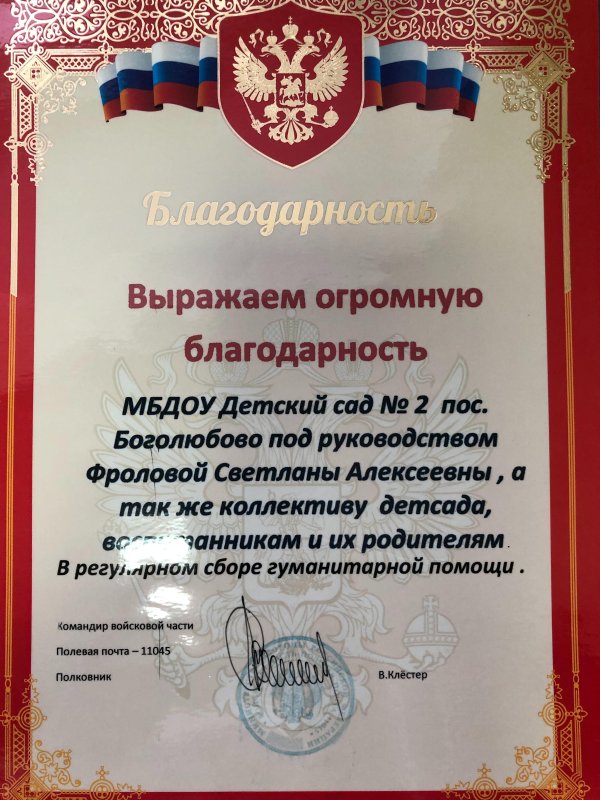 Благодарность
Выражаем огромную
благодарность
МБДОУ Детский сад № 2 пос.
Боголюбово под руководством
Фроловой Светланы Алексеевны , а
так же коллективу детсада,
воспитанникам и их родителям
В регулярном сборе гуманитарной помощи .
Командир войсковой части
Полевая почта – 11045
Полковник В.Клёстер